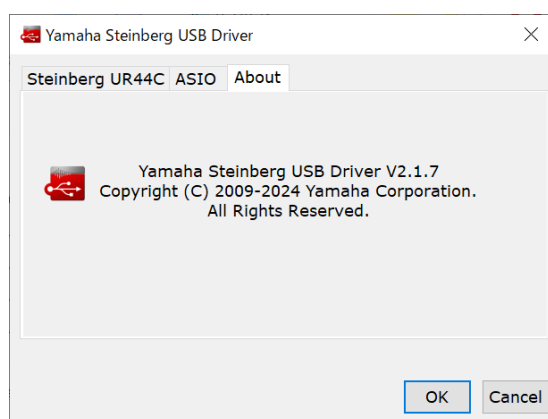 Yamaha Steinberg USB Driver
Steinberg UR44C ASIO About
Yamaha Steinberg USB Driver V2.1.7
Copyright (C) 2009-2024 Yamaha Corporation.
All Rights Reserved.
OK Cancel